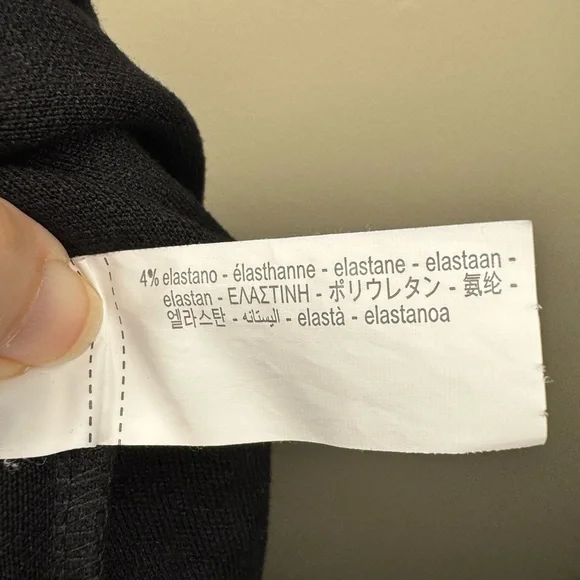 4% elastano - élasthanne - elastane - elastaan -
elastan - ΕΛΑΣΤΙΝΗ - ポリウレタン - 氨纶 -
엘라스탄 - اليستانه - elastà - elastanoa